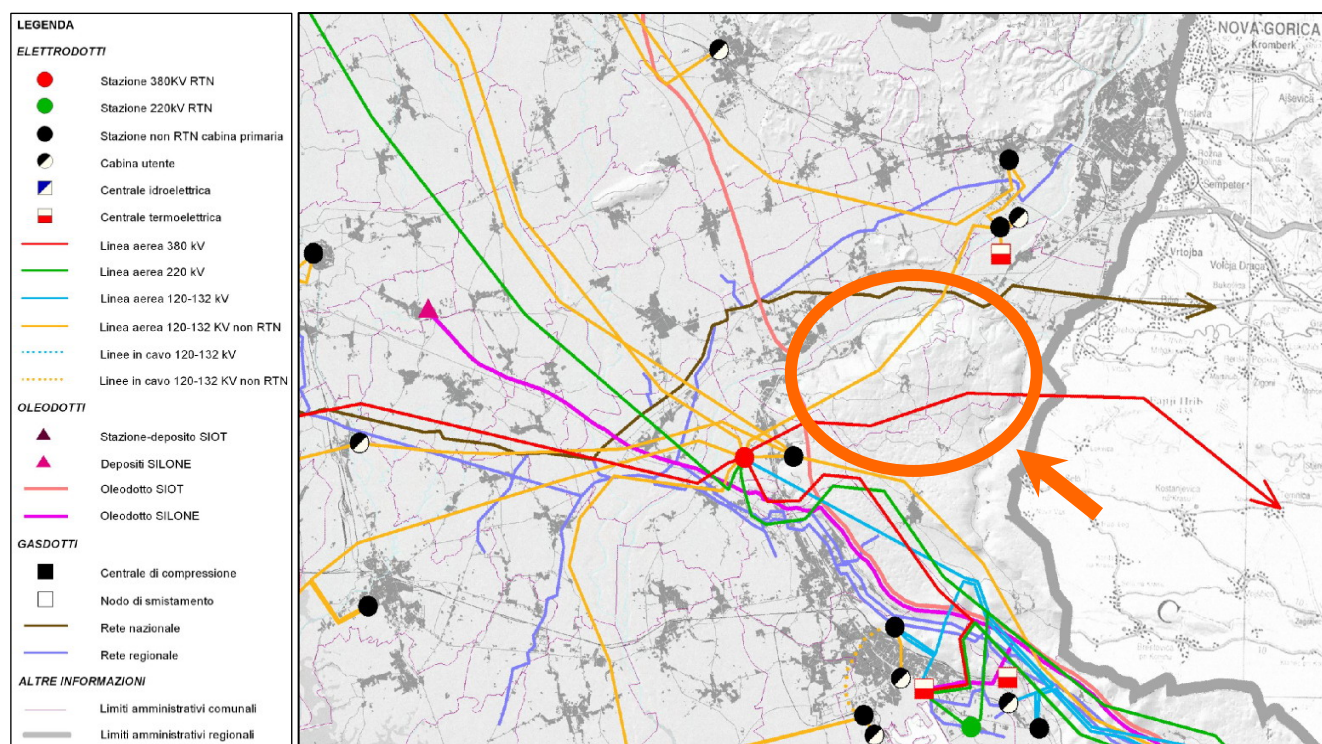 LEGENDA
ELETTRODOTTI
Stazione 380KV RTN
Stazione 220kV RTN
Stazione non RTN cabina primaria
Cabina utente
Centrale idroelettrica
Centrale termoelettrica
Linea aerea 380 kV
Linea aerea 220 kV
Linea aerea 120-132 kV
Linea aerea 120-132 KV non RTN
Linee in cavo 120-132 kV
Linee in cavo 120-132 KV non RTN
OLEODOTTI
Stazione-deposito SIOT
Depositi SILONE
Oleodotto SIOT
Oleodotto SILONE
GASDOTTI
Centrale di compressione
Nodo di smistamento
Rete nazionale
Rete regionale
ALTRE INFORMAZIONI
Limiti amministrativi comunali
Limiti amministrativi regionali
NOVA GORICA
Kromberk
Ajševica
Pristava
Rožna
Dolina
Sempeter
Vrtojba
Volčja Draga
Kostanjevica
C